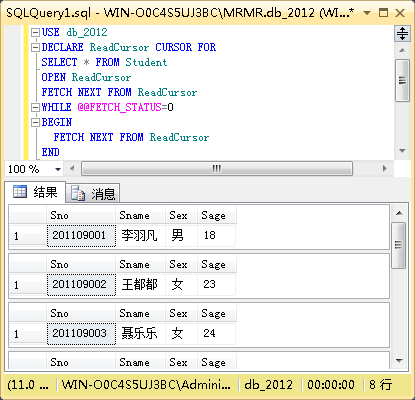 SQLQuery1.sql - WIN-O0C4S5UJ3BC\MRMR.db_2012 (WI...*
USE db_2012
DECLARE ReadCursor CURSOR FOR
SELECT * FROM Student
OPEN ReadCursor
FETCH NEXT FROM ReadCursor
WHILE @@FETCH_STATUS=0
BEGIN
FETCH NEXT FROM ReadCursor
END
100 %
结果 消息
Sno Sname Sex Sage
1 201109001 李羽凡 男 18
Sno Sname Sex Sage
1 201109002 王都都 女 23
Sno Sname Sex Sage
1 201109003 聂乐乐 女 24
Sno Sname Sex Sage
(11.0 ... WIN-O0C4S5UJ3BC\Admini... db_2012 00:00:00 8 行